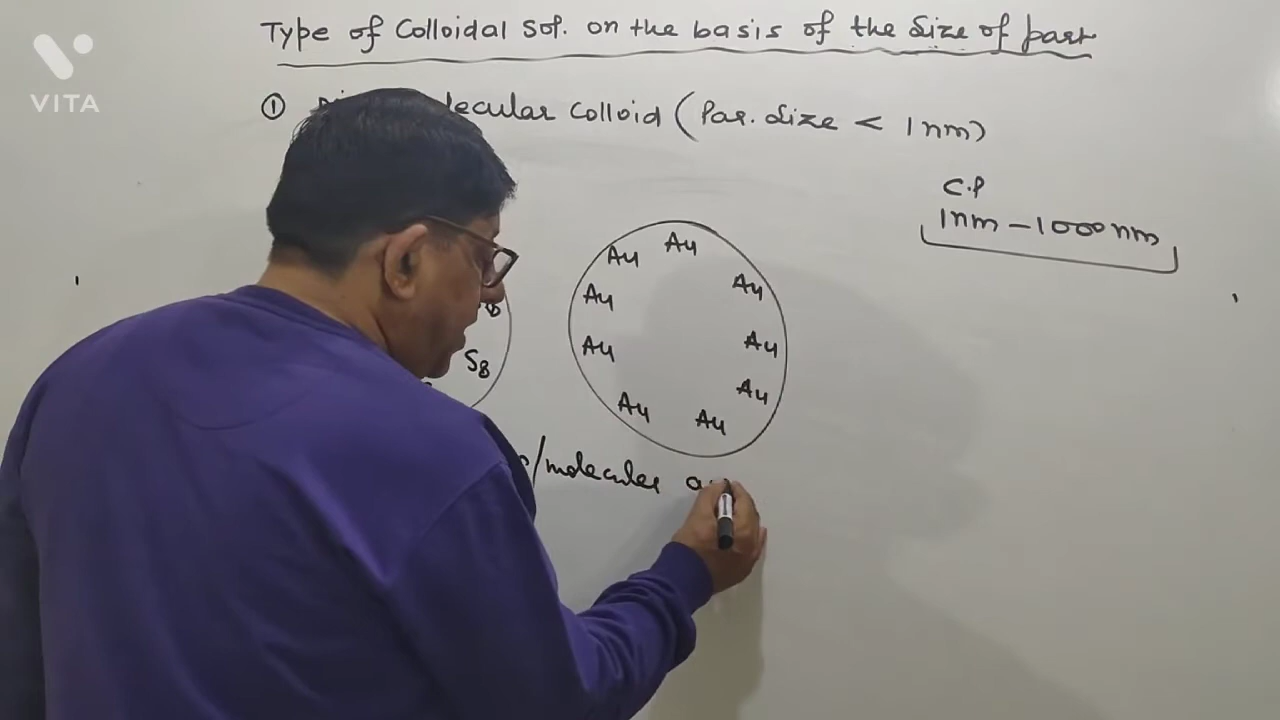 VITA
Type of Colloidal Sol. on the basis of the Size of part
① lecular Colloid (Par. Size < 1 nm)
C.P
1nm – 1000 nm
Au Au Au
Au Au
Au S8 Au
Au Au
/molecules